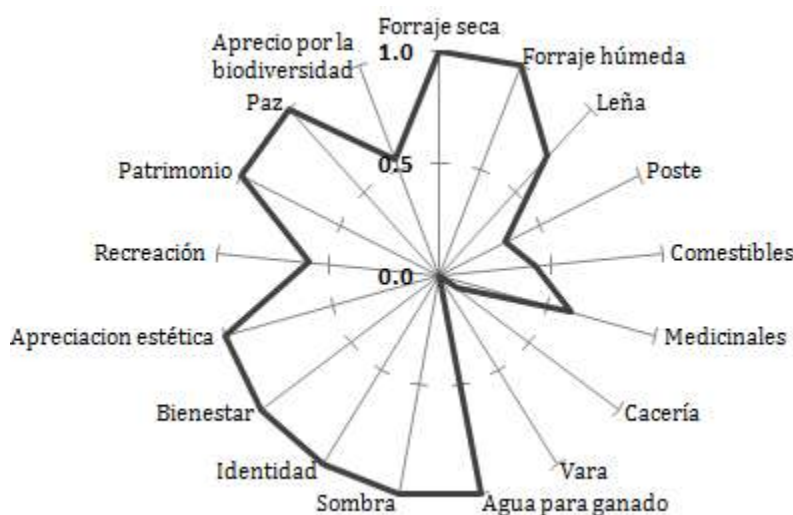 Forraje seca
Aprecio por la
biodiversidad
1.0
Forraje húmeda
Paz
Leña
0.5
Patrimonio
Poste
Recreación
Comestibles
0.0
Apreciacion estética
Medicinales
Bienestar
Cacería
Identidad
Vara
Sombra
Agua para ganado